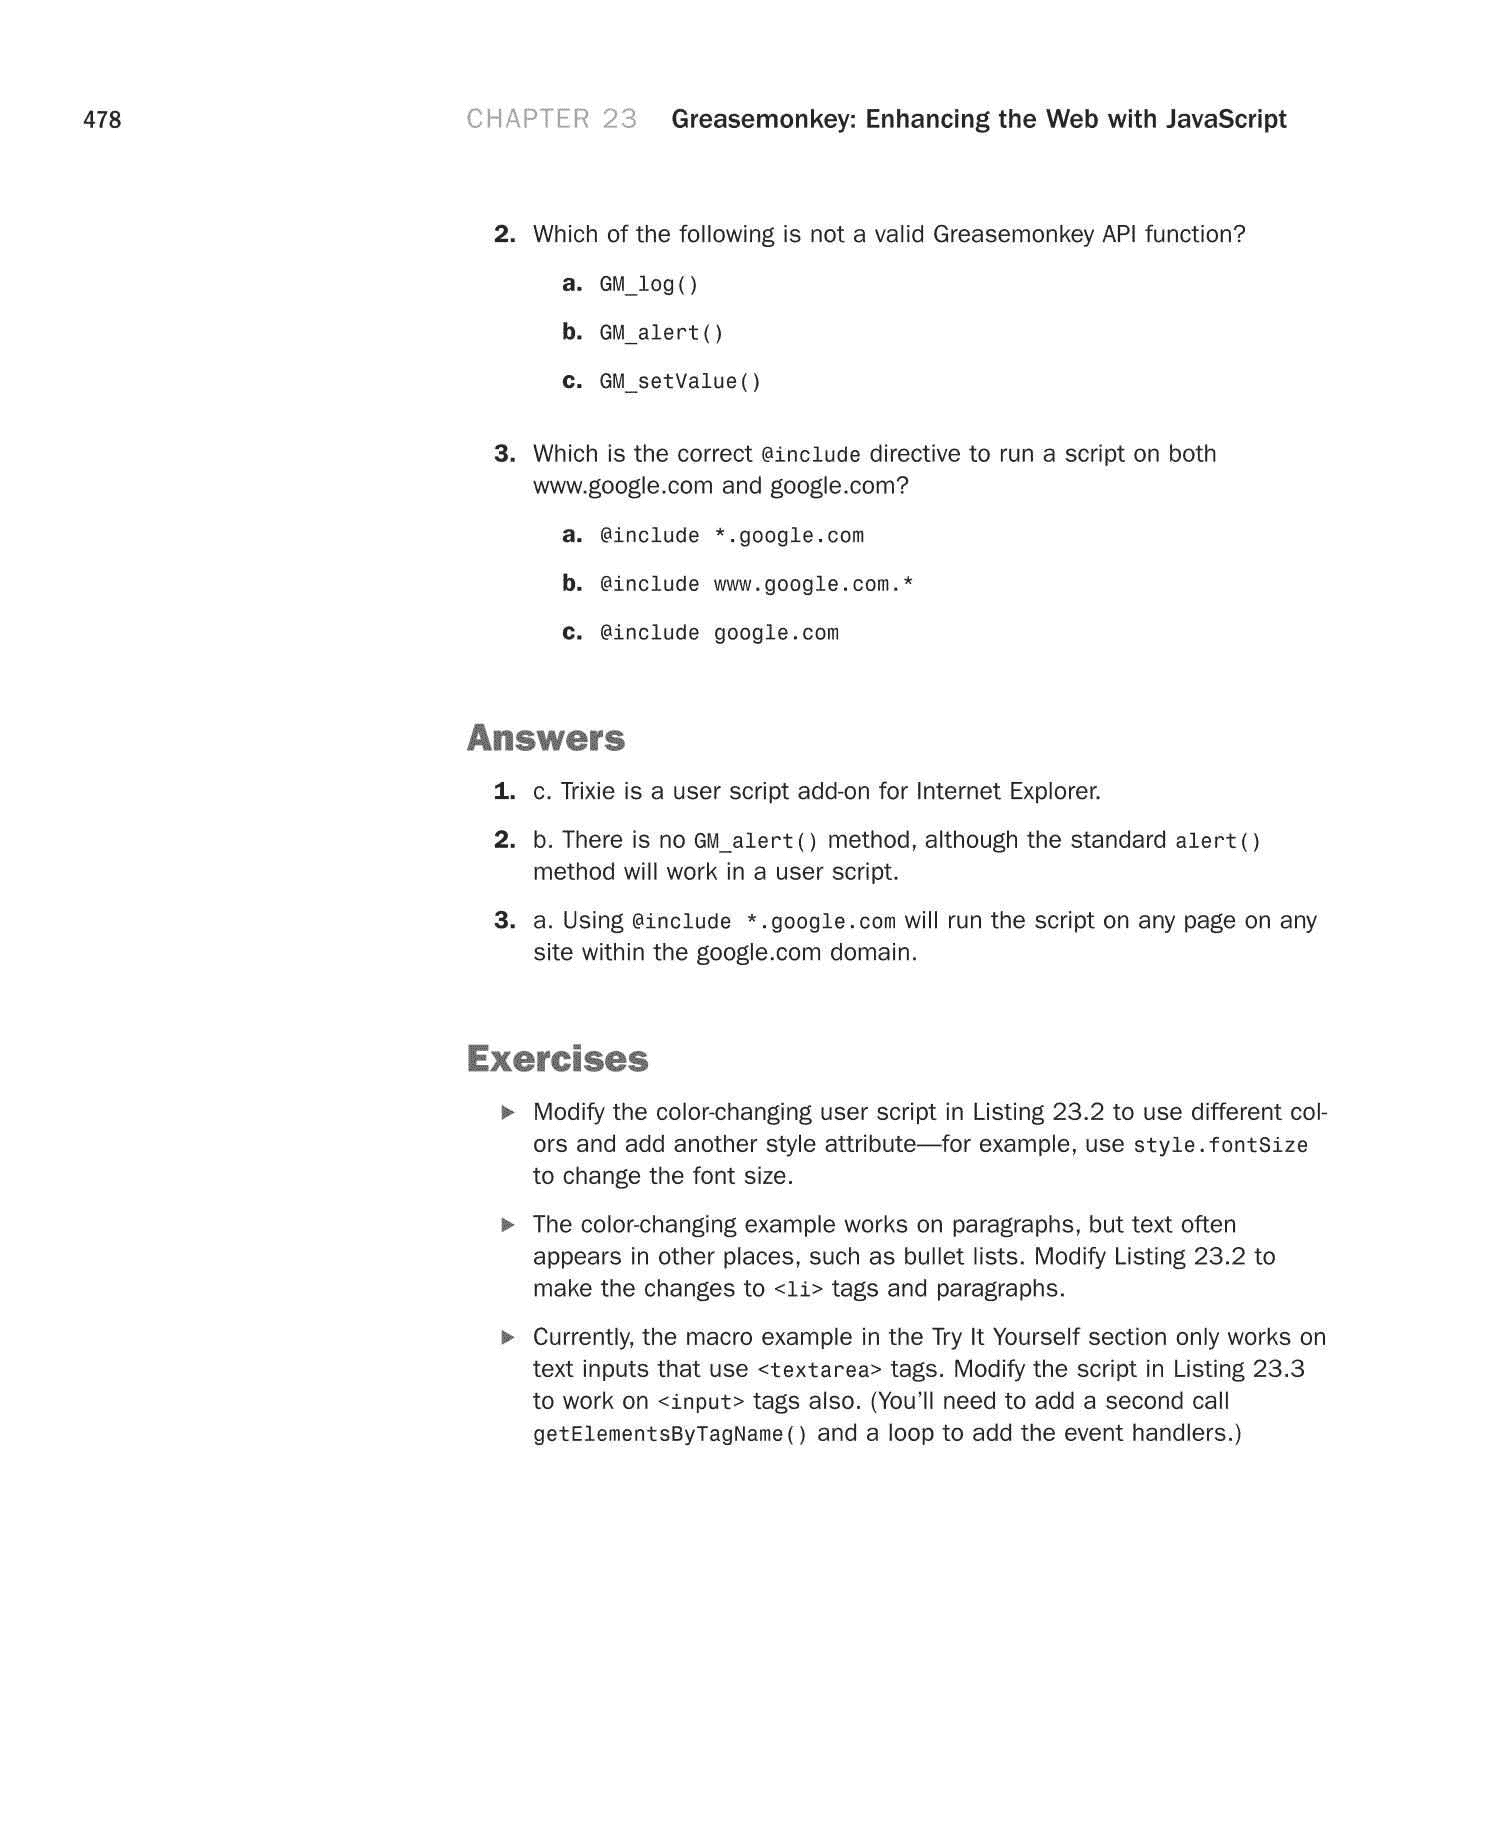 478 CHAPTER 23 Greasemonkey: Enhancing the Web with JavaScript
2. Which of the following is not a valid Greasemonkey API function?
a. GM_log()
b. GM_alert()
c. GM_setValue()
3. Which is the correct @include directive to run a script on both
www.google.com and google.com?
a. @include *.google.com
b. @include www.google.com.*
c. @include google.com
Answers
1. c. Trixie is a user script add-on for Internet Explorer.
2. b. There is no GM_alert() method, although the standard alert()
method will work in a user script.
3. a. Using @include *.google.com will run the script on any page on any
site within the google.com domain.
Exercises
▶ Modify the color-changing user script in Listing 23.2 to use different col-
ors and add another style attribute—for example, use style.fontSize
to change the font size.
▶ The color-changing example works on paragraphs, but text often
appears in other places, such as bullet lists. Modify Listing 23.2 to
make the changes to <li> tags and paragraphs.
▶ Currently, the macro example in the Try It Yourself section only works on
text inputs that use <textarea> tags. Modify the script in Listing 23.3
to work on <input> tags also. (You’ll need to add a second call
getElementsByTagName() and a loop to add the event handlers.)